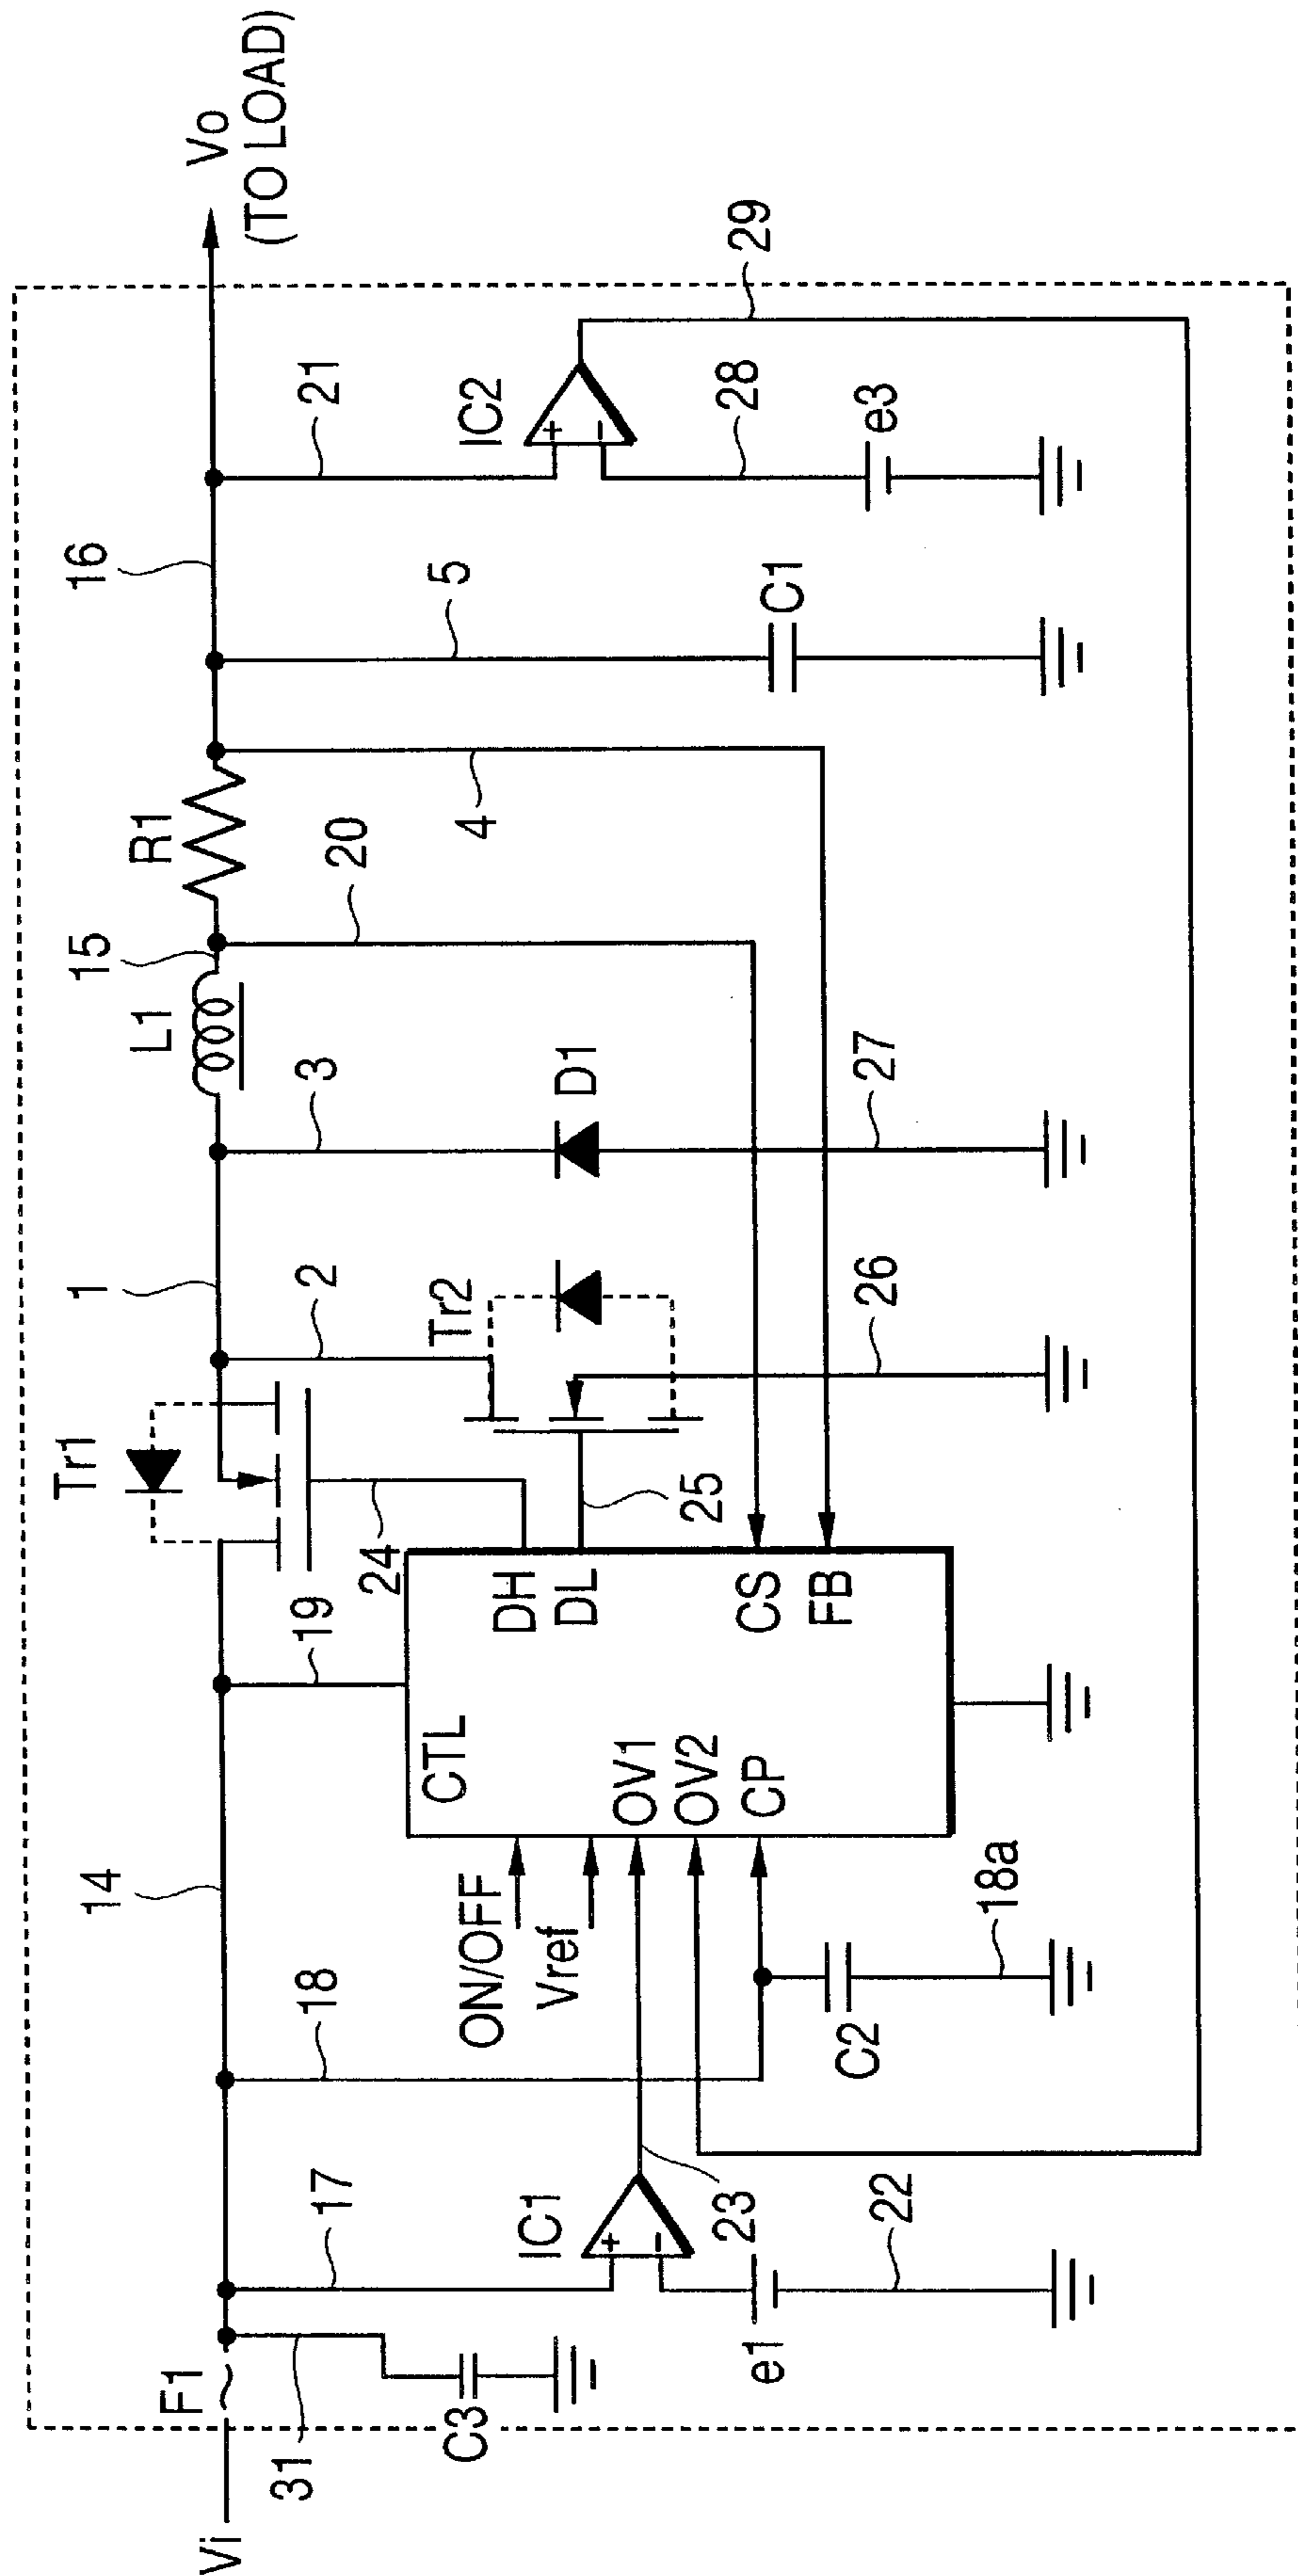 Vi
F1
31
C3
17
IC1
+
−
e1
23
22
14
18
ON/OFF
Vref
C2
18a
CTL
OV1
OV2
CP
DH
DL
CS
FB
19
24
25
Tr1
1
2
Tr2
26
3
D1
27
L1
15
R1
20
4
16
5
C1
21
IC2
+
−
28
e3
29
Vo
(TO LOAD)